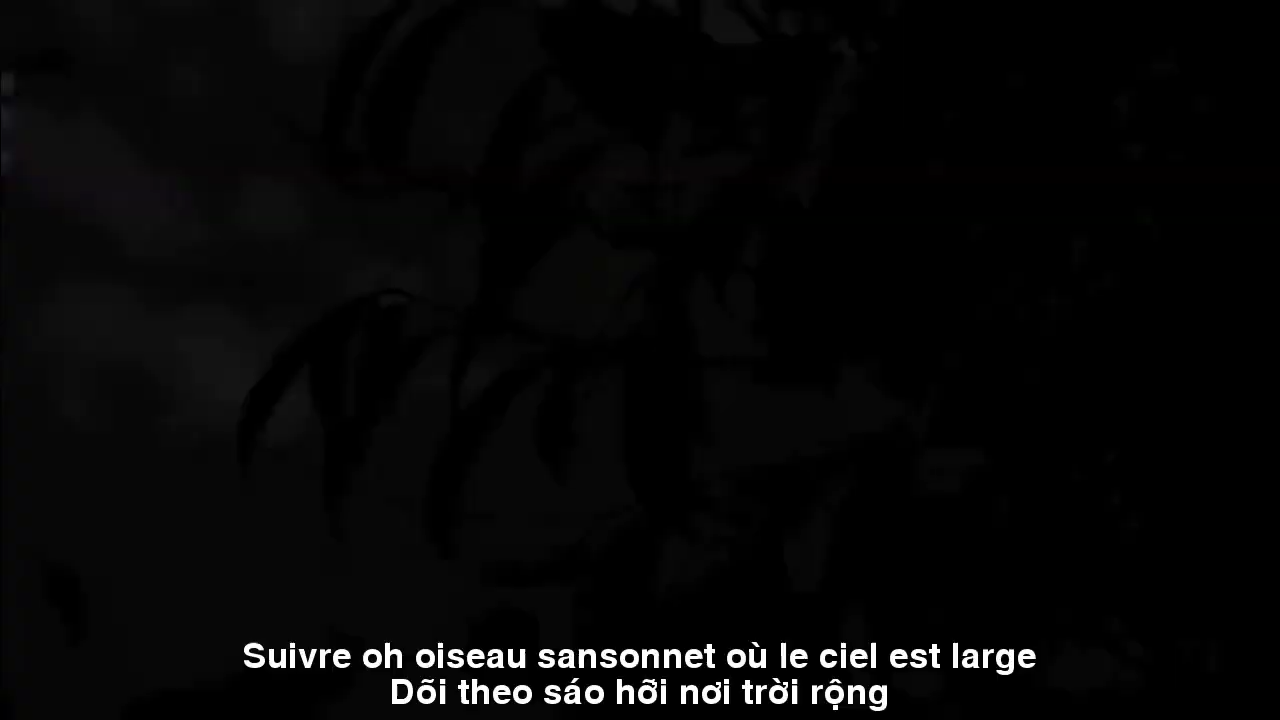 Suivre oh oiseau sansonnet où le ciel est large
Dõi theo sáo hỡi nơi trời rộng